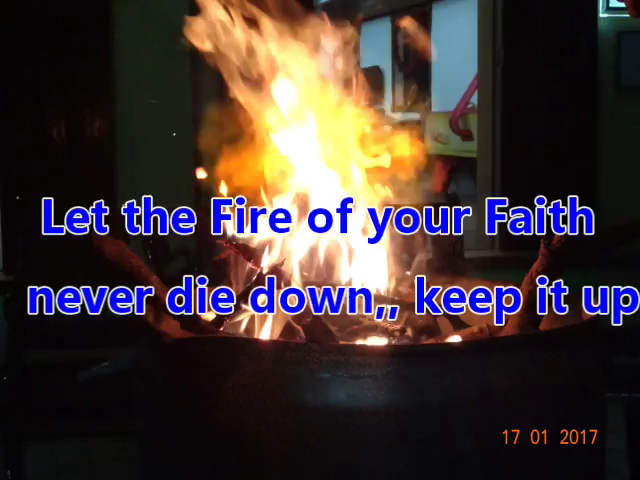 Let the Fire of your Faith
never die down,, keep it up
17 01 2017